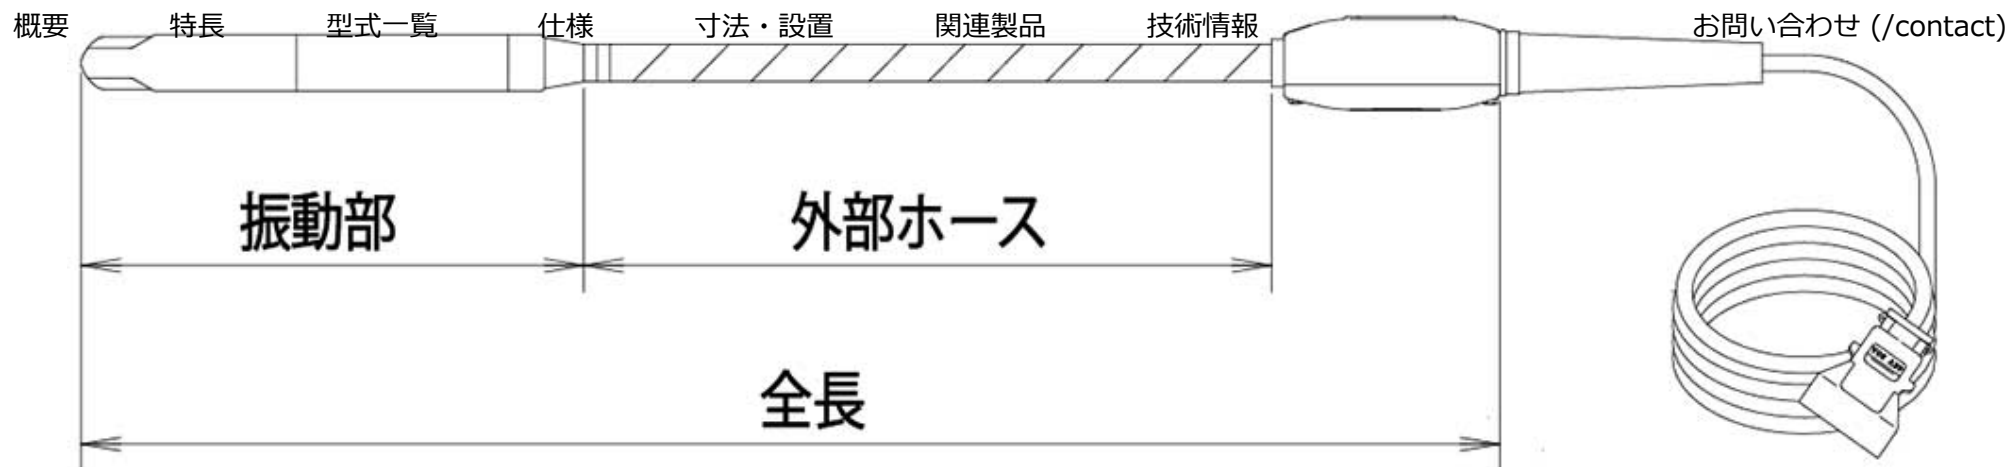 概要 特長 型式一覧 仕様 寸法・設置 関連製品 技術情報 お問い合わせ (/contact)
振動部 外部ホース
全長